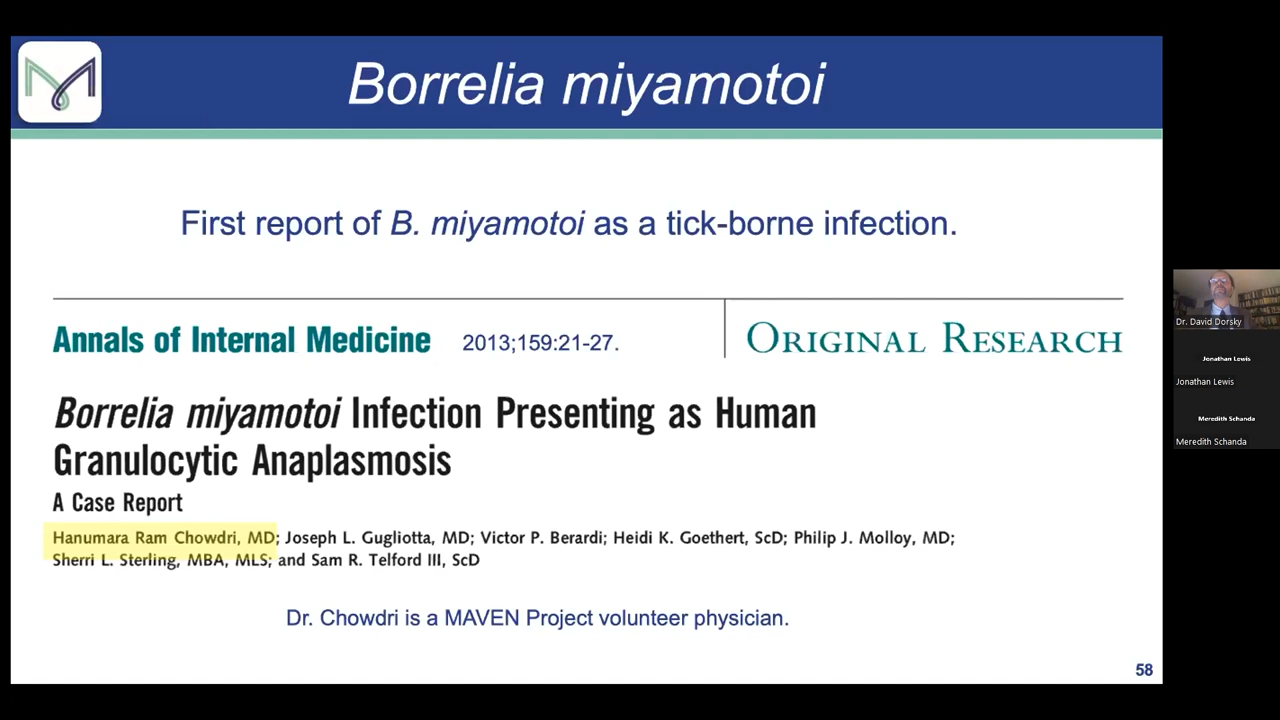 Borrelia miyamotoi
First report of B. miyamotoi as a tick-borne infection.
Annals of Internal Medicine 2013;159:21-27. ORIGINAL RESEARCH
Borrelia miyamotoi Infection Presenting as Human
Granulocytic Anaplasmosis
A Case Report
Hanumara Ram Chowdri, MD; Joseph L. Gugliotta, MD; Victor P. Berardi; Heidi K. Goethert, ScD; Philip J. Molloy, MD;
Sherri L. Sterling, MBA, MLS; and Sam R. Telford III, ScD
Dr. Chowdri is a MAVEN Project volunteer physician.
58
Dr. David Dorsky
Jonathan Lewis
Jonathan Lewis
Meredith Schanda
Meredith Schanda